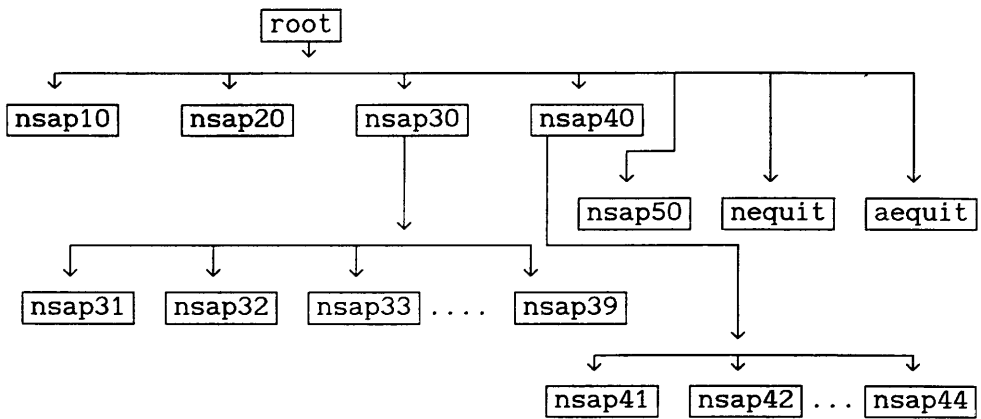 root
nsap10 nsap20 nsap30 nsap40
nsap50 nequit aequit
nsap31 nsap32 nsap33 .... nsap39
nsap41 nsap42 ... nsap44